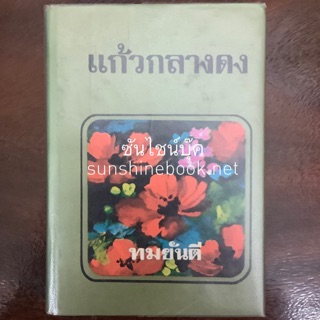 แก้วกลางดง
ซันไชน์บุ๊ค
sunshinebook.net
ทมยันตี